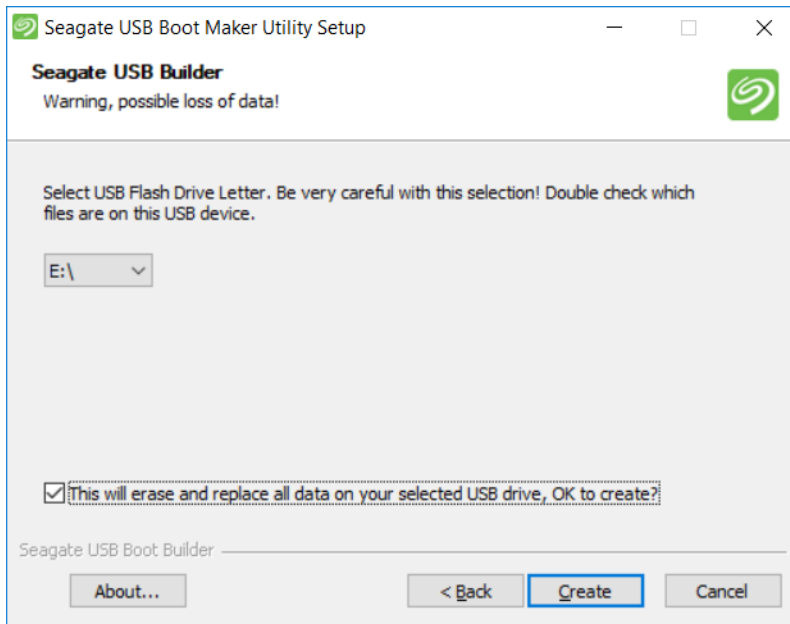 Seagate USB Boot Maker Utility Setup
Seagate USB Builder
Warning, possible loss of data!
Select USB Flash Drive Letter. Be very careful with this selection! Double check which
files are on this USB device.
E:\
This will erase and replace all data on your selected USB drive, OK to create?
Seagate USB Boot Builder
About... < Back Create Cancel